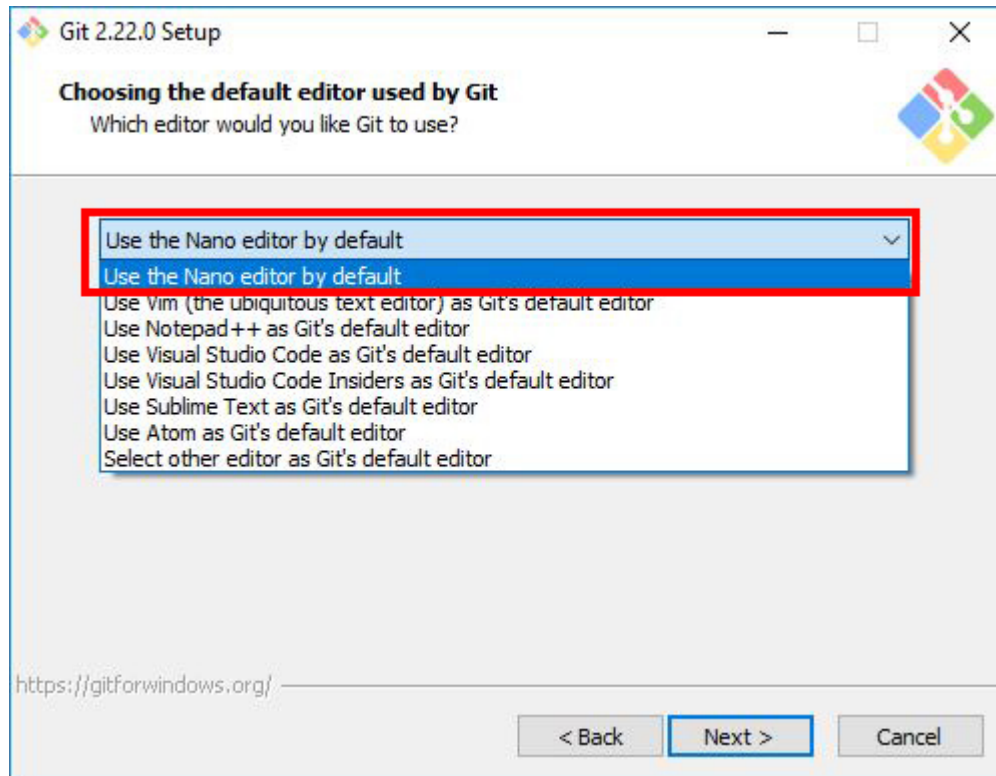 Git 2.22.0 Setup
Choosing the default editor used by Git
Which editor would you like Git to use?
Use the Nano editor by default
Use the Nano editor by default
Use Vim (the ubiquitous text editor) as Git's default editor
Use Notepad++ as Git's default editor
Use Visual Studio Code as Git's default editor
Use Visual Studio Code Insiders as Git's default editor
Use Sublime Text as Git's default editor
Use Atom as Git's default editor
Select other editor as Git's default editor
https://gitforwindows.org/
< Back Next > Cancel